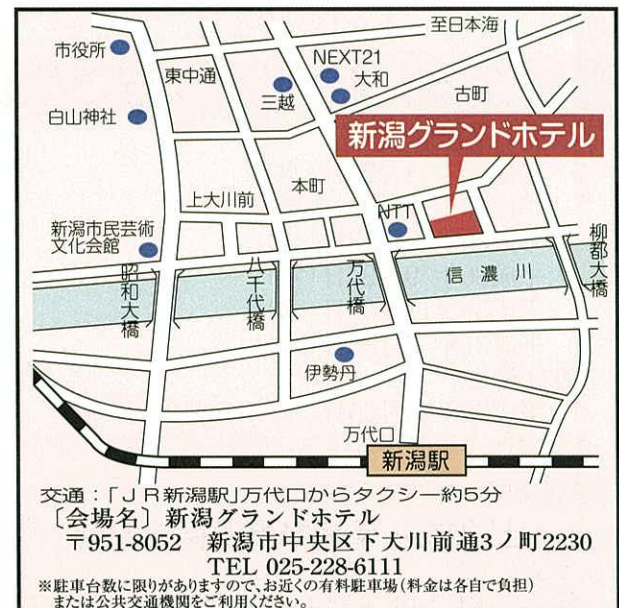 至日本海
市役所
NEXT21
東中通
大和
三越
古町
白山神社
新潟グランドホテル
本町
上大川前
NTT
新潟市民芸術
文化会館
柳都大橋
昭和大橋
八千代橋
万代橋
信濃川
伊勢丹
万代口
新潟駅
交通：「JR新潟駅」万代口からタクシー約5分
〔会場名〕新潟グランドホテル
〒951-8052　新潟市中央区下大川前通3ノ町2230
TEL 025-228-6111
※駐車台数に限りがありますので、お近くの有料駐車場（料金は各自で負担）
または公共交通機関をご利用ください。